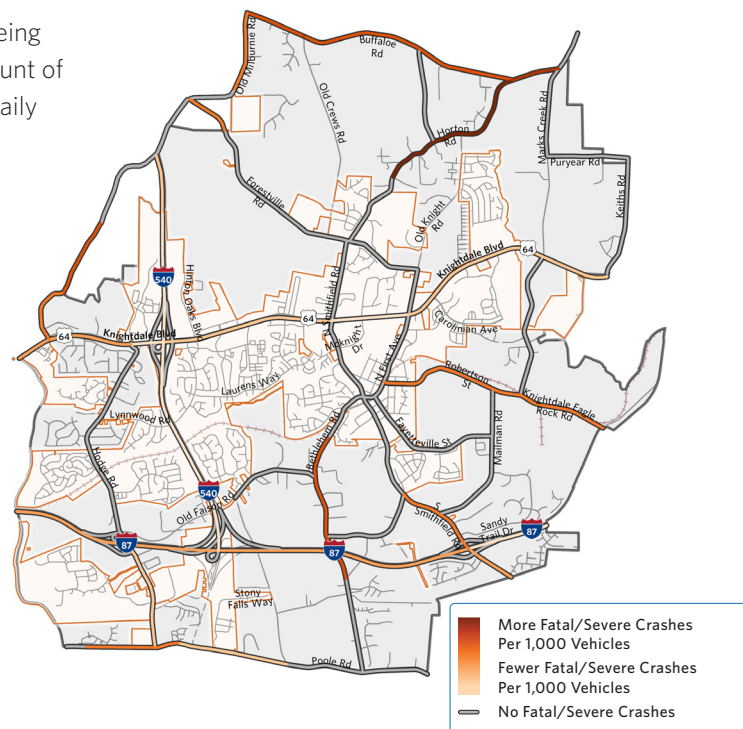 eing
unt of
aily
Old Milburnie Rd
Buffaloe
Rd
Old Crews Rd
Horton
Rd
Marks Creek Rd
Puryear Rd
Keiths Rd
Forestville
Rd
Old Knight
Rd
Knightdale Blvd
64
540
Hinton Oaks Blvd
N Smithfield Rd
64
64
Knightdale Blvd
Mcknight
Dr
Carolinian Ave
N First Ave
Laurens Way
Robertson
St
Knightdale Eagle
Rock Rd
Lynnwood Rd
Bethlehem Rd
Fayetteville St
Mailman Rd
Hodge Rd
540
Old Faison Rd
S
Smithfield Rd
Sandy
Trail Dr
87
87
87
Stony
Falls Way
Poole Rd
More Fatal/Severe Crashes
Per 1,000 Vehicles
Fewer Fatal/Severe Crashes
Per 1,000 Vehicles
No Fatal/Severe Crashes